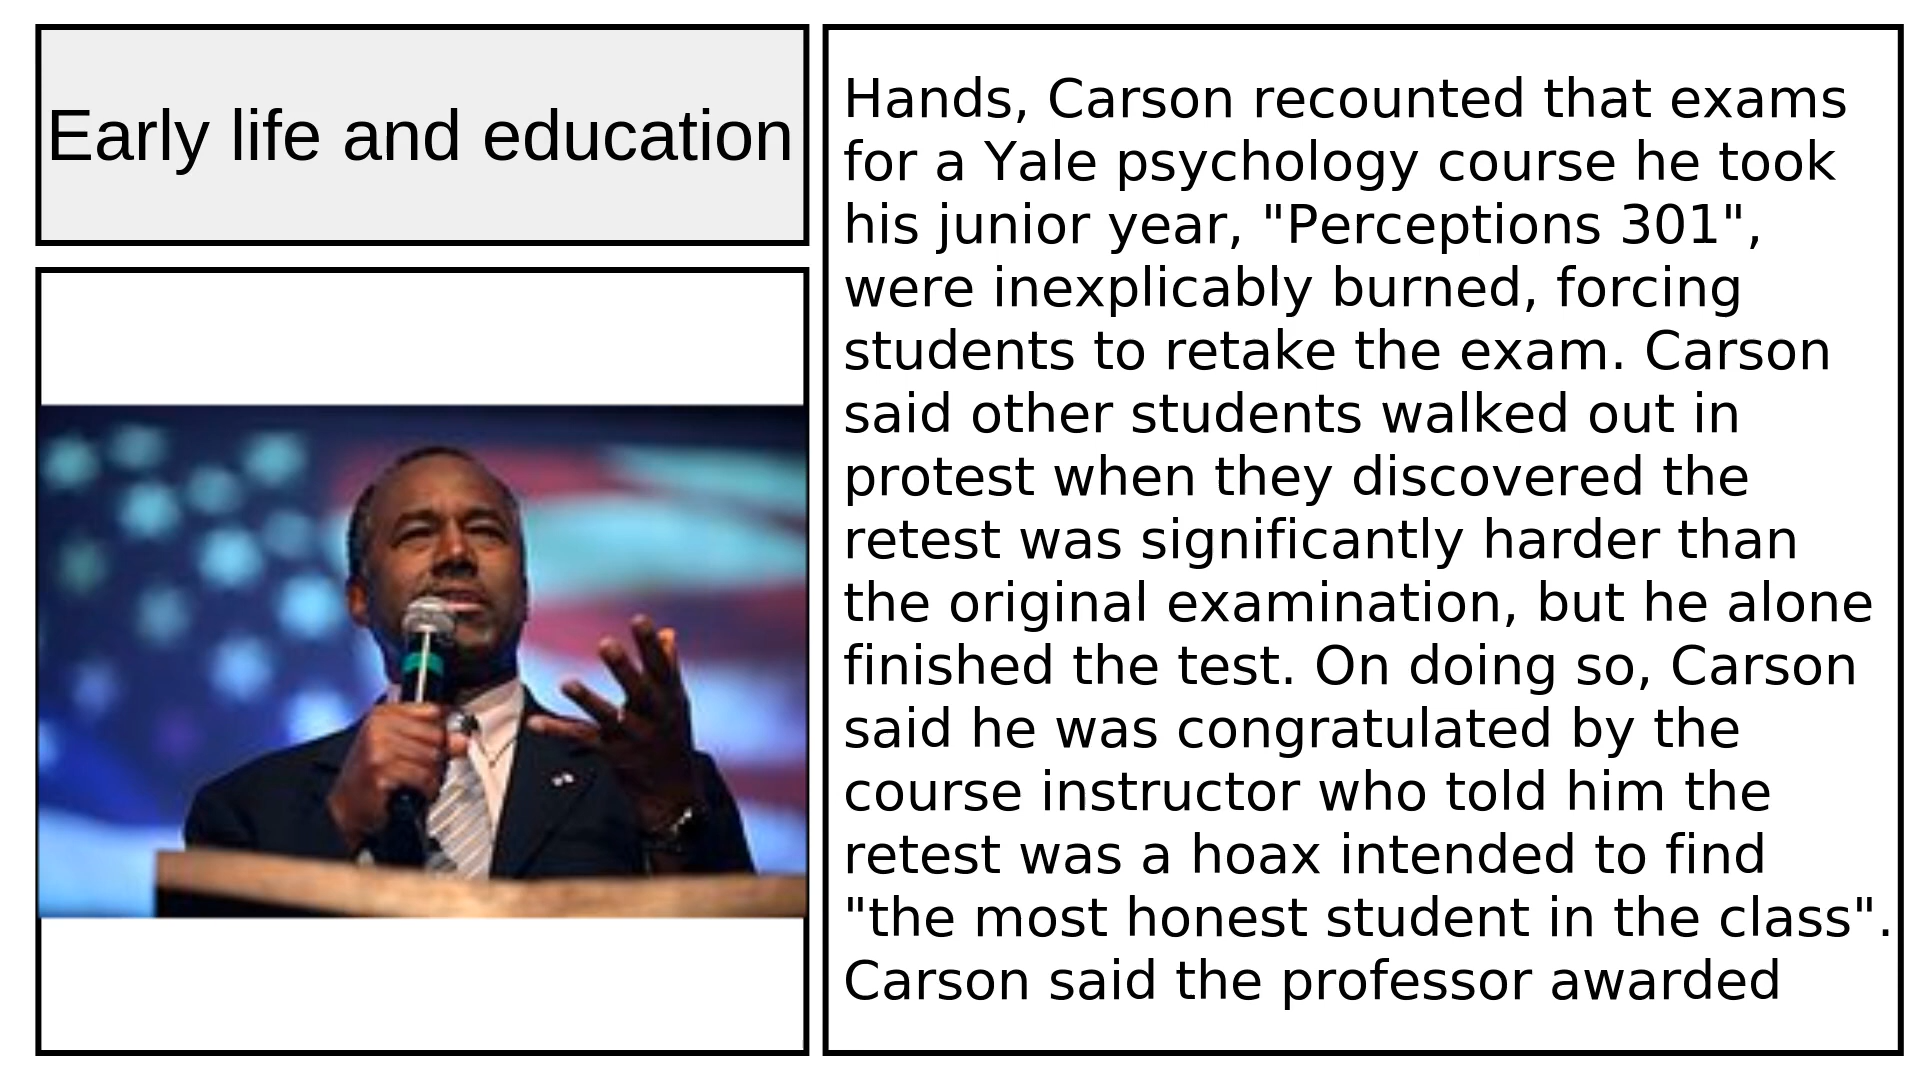 Early life and education
Hands, Carson recounted that exams
for a Yale psychology course he took
his junior year, "Perceptions 301",
were inexplicably burned, forcing
students to retake the exam. Carson
said other students walked out in
protest when they discovered the
retest was significantly harder than
the original examination, but he alone
finished the test. On doing so, Carson
said he was congratulated by the
course instructor who told him the
retest was a hoax intended to find
"the most honest student in the class".
Carson said the professor awarded